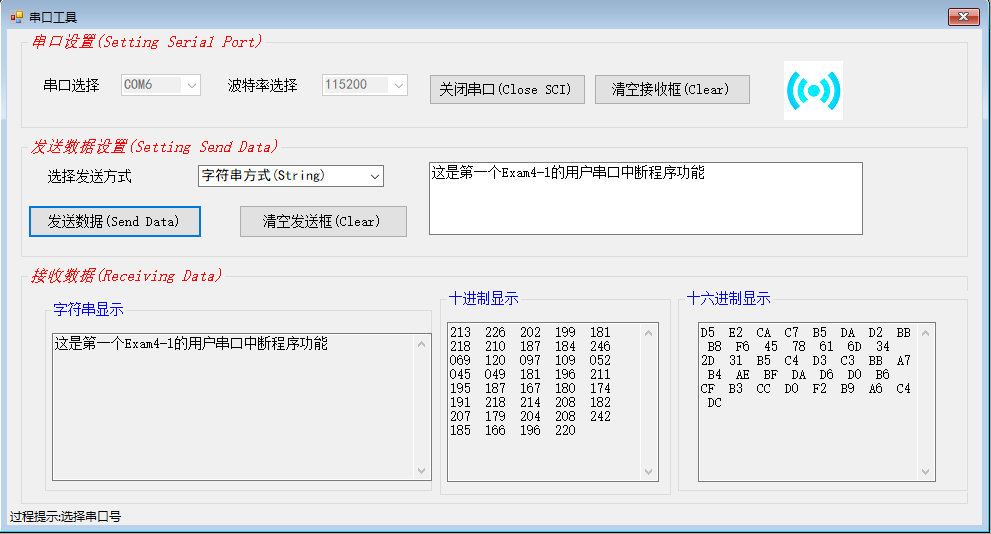 串口工具
串口设置(Setting Serial Port)
串口选择 COM6 波特率选择 115200 关闭串口(Close SCI) 清空接收框(Clear)
发送数据设置(Setting Send Data)
选择发送方式 字符串方式(String) 这是第一个Exam4-1的用户串口中断程序功能
发送数据(Send Data) 清空发送框(Clear)
接收数据(Receiving Data)
字符串显示
这是第一个Exam4-1的用户串口中断程序功能
十进制显示
213 226 202 199 181
218 210 187 184 246
069 120 097 109 052
045 049 181 196 211
195 187 167 180 174
191 218 214 208 182
207 179 204 208 242
185 166 196 220
十六进制显示
D5 E2 CA C7 B5 DA D2 BB
B8 F6 45 78 61 6D 34
2D 31 B5 C4 D3 C3 BB A7
B4 AE BF DA D6 D0 B6
CF B3 CC D0 F2 B9 A6 C4
DC
过程提示:选择串口号